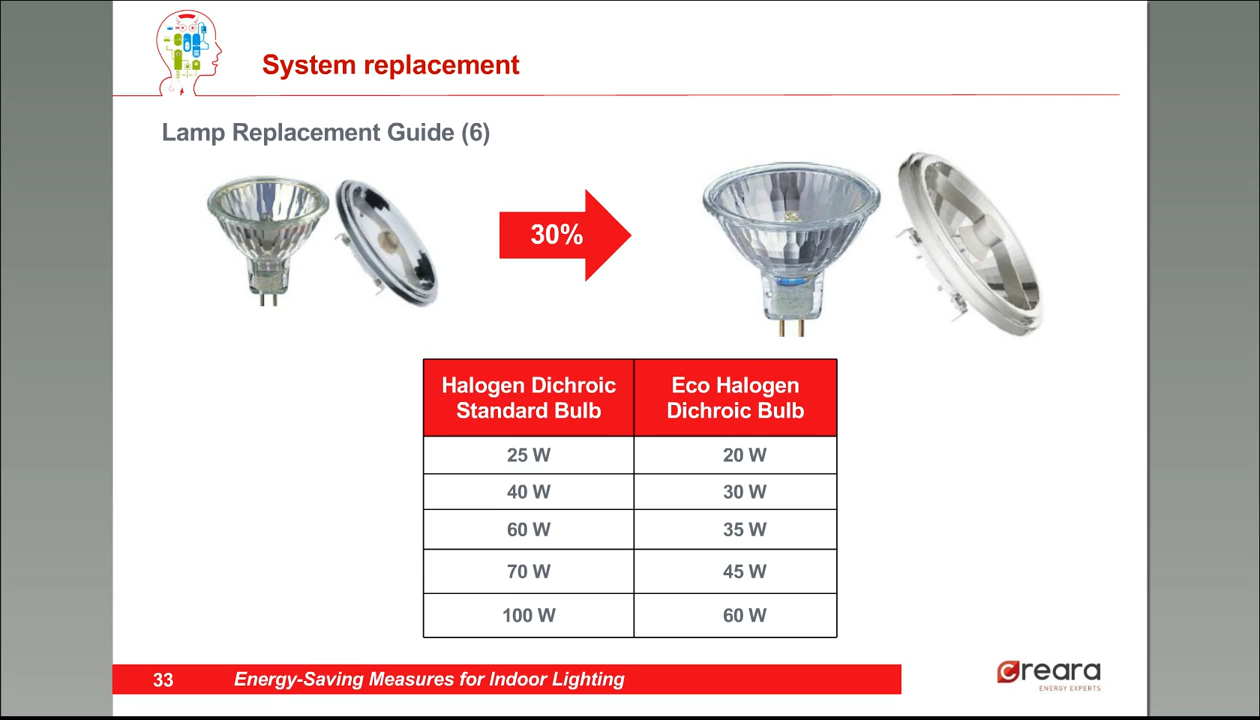 System replacement
Lamp Replacement Guide (6)
30%
Halogen Dichroic Standard Bulb
Eco Halogen Dichroic Bulb
25 W 20 W
40 W 30 W
60 W 35 W
70 W 45 W
100 W 60 W
33 Energy-Saving Measures for Indoor Lighting
creara
ENERGY EXPERTS